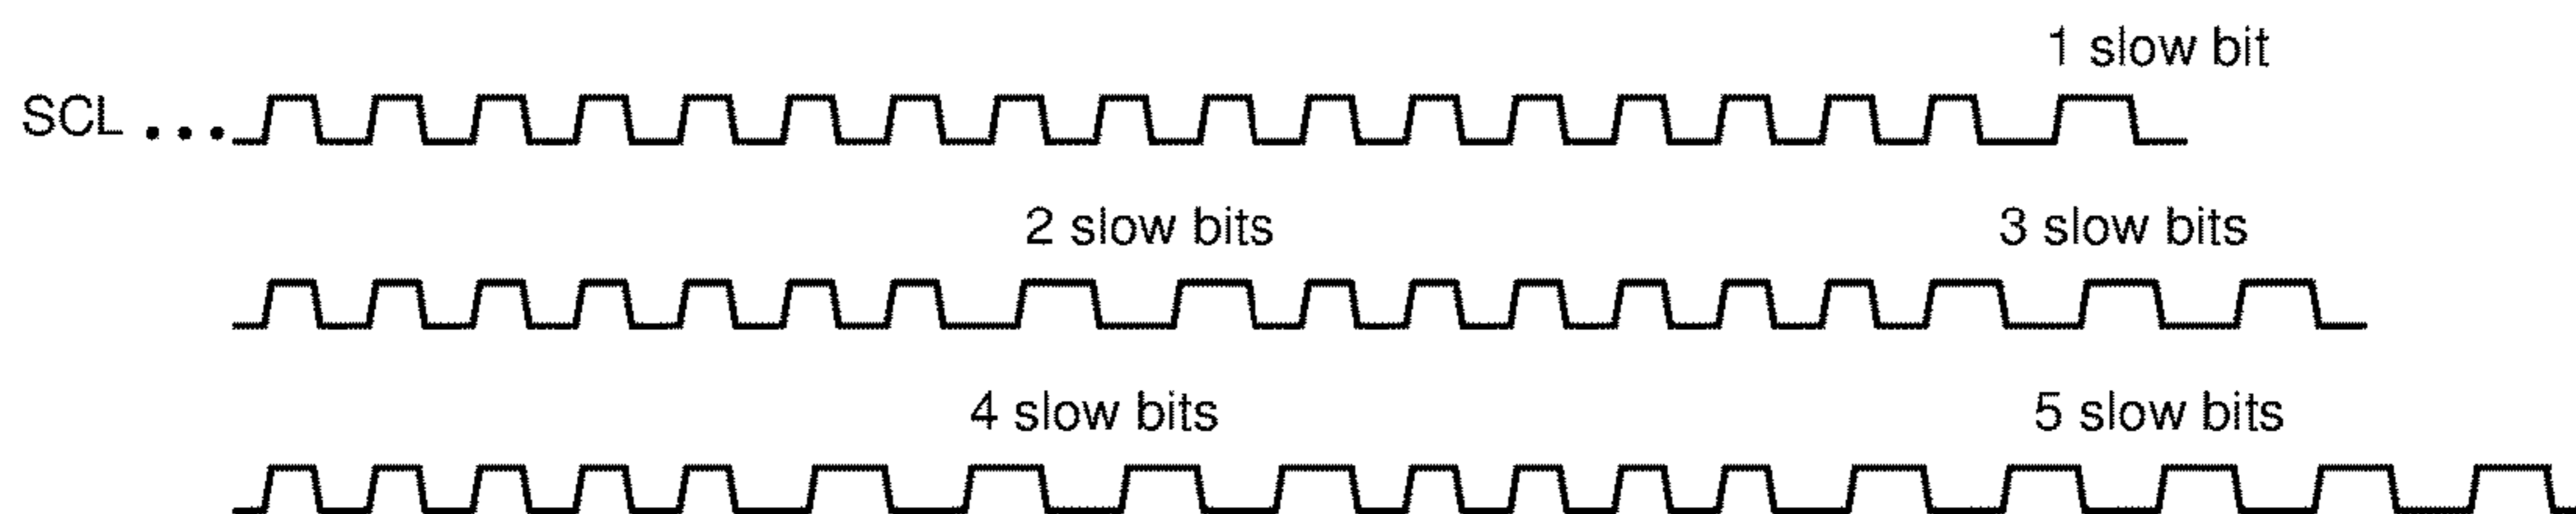 1 slow bit
SCL ...
2 slow bits 3 slow bits
4 slow bits 5 slow bits